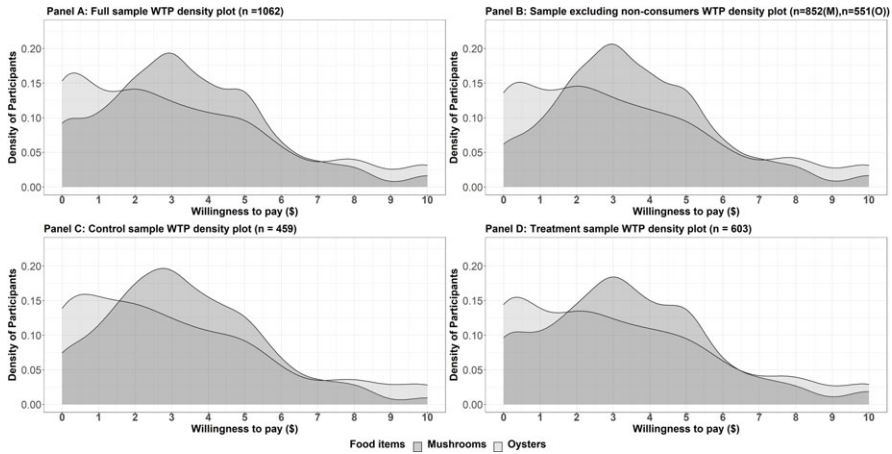 Panel A: Full sample WTP density plot (n =1062)
Density of Participants
0.20
0.15
0.10
0.05
0.00
0 1 2 3 4 5 6 7 8 9 10
Willingness to pay ($)
Panel B: Sample excluding non-consumers WTP density plot (n=852(M),n=551(O))
Density of Participants
0.20
0.15
0.10
0.05
0.00
0 1 2 3 4 5 6 7 8 9 10
Willingness to pay ($)
Panel C: Control sample WTP density plot (n = 459)
Density of Participants
0.20
0.15
0.10
0.05
0.00
0 1 2 3 4 5 6 7 8 9 10
Willingness to pay ($)
Panel D: Treatment sample WTP density plot (n = 603)
Density of Participants
0.20
0.15
0.10
0.05
0.00
0 1 2 3 4 5 6 7 8 9 10
Willingness to pay ($)
Food items Mushrooms Oysters